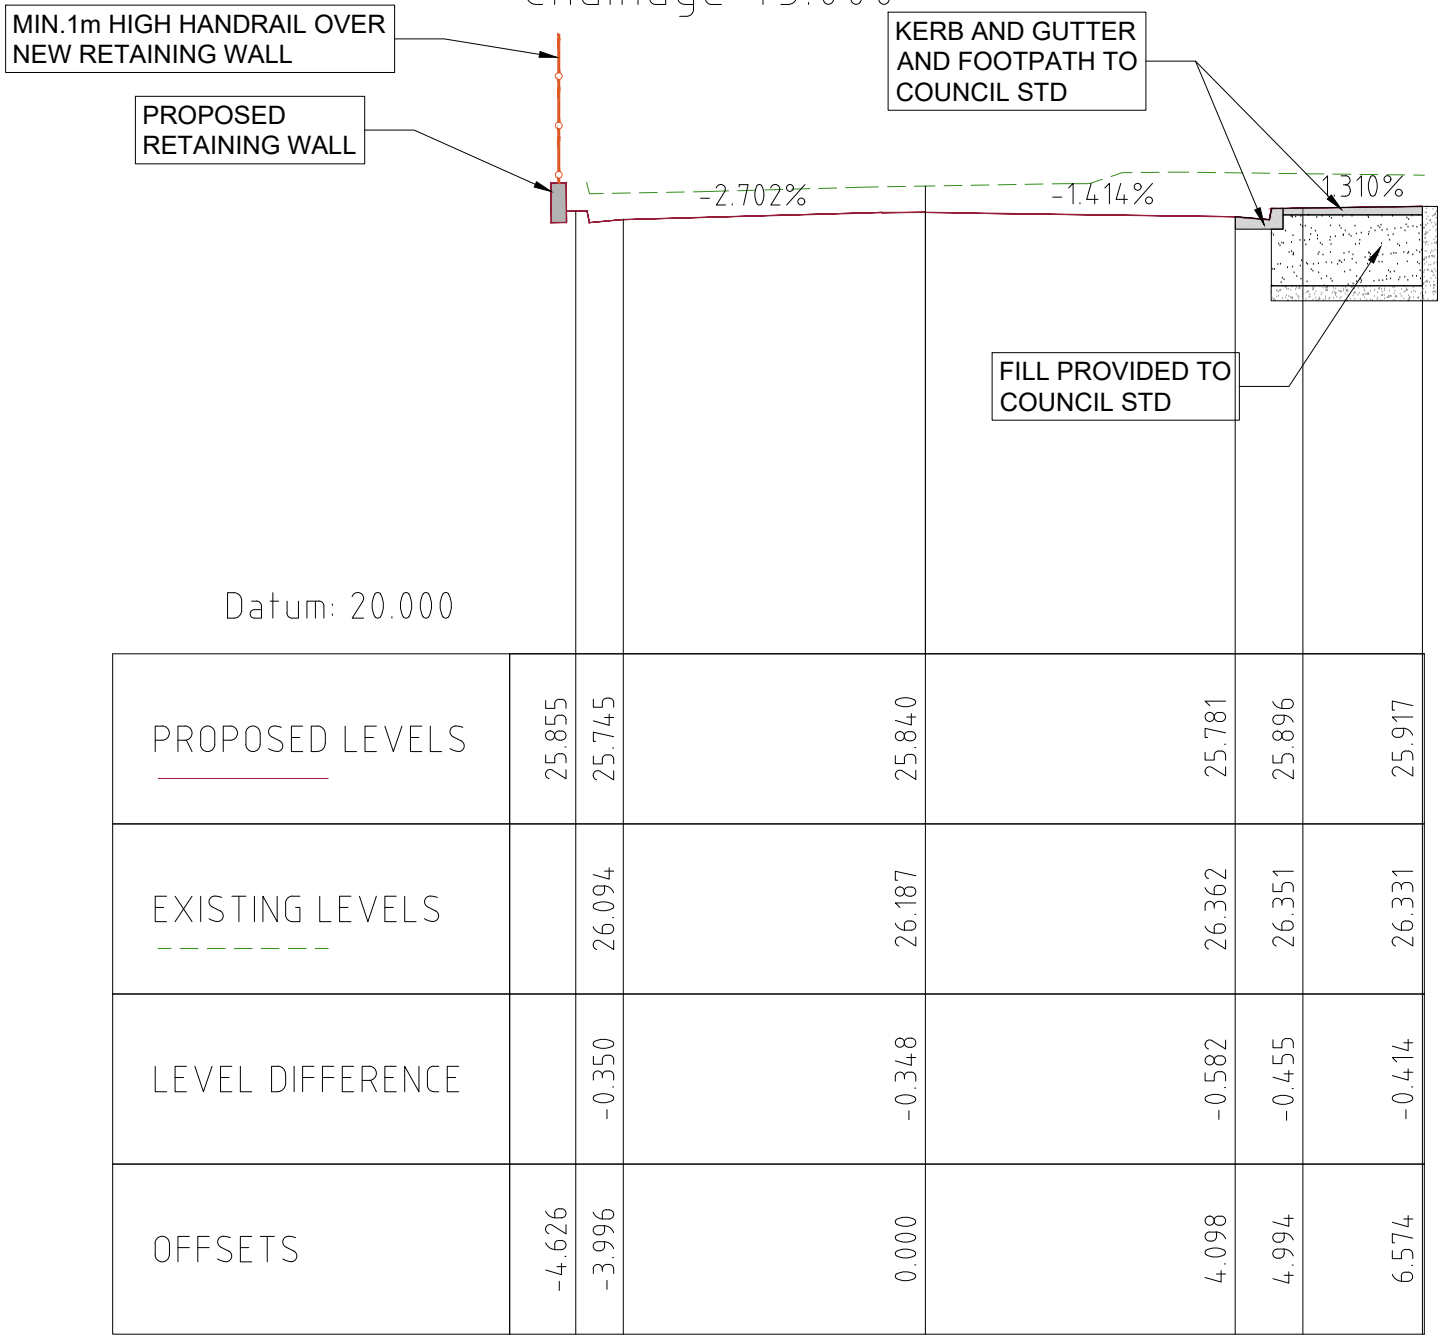 MIN.1m HIGH HANDRAIL OVER
NEW RETAINING WALL
KERB AND GUTTER
AND FOOTPATH TO
COUNCIL STD
PROPOSED
RETAINING WALL
-2.702%
-1.414%
1.310%
FILL PROVIDED TO
COUNCIL STD
Datum: 20.000
PROPOSED LEVELS
25.855
25.745
25.840
25.781
25.896
25.917
EXISTING LEVELS
26.094
26.187
26.362
26.351
26.331
LEVEL DIFFERENCE
-0.350
-0.348
-0.582
-0.455
-0.414
OFFSETS
-4.626
-3.996
0.000
4.098
4.994
6.574